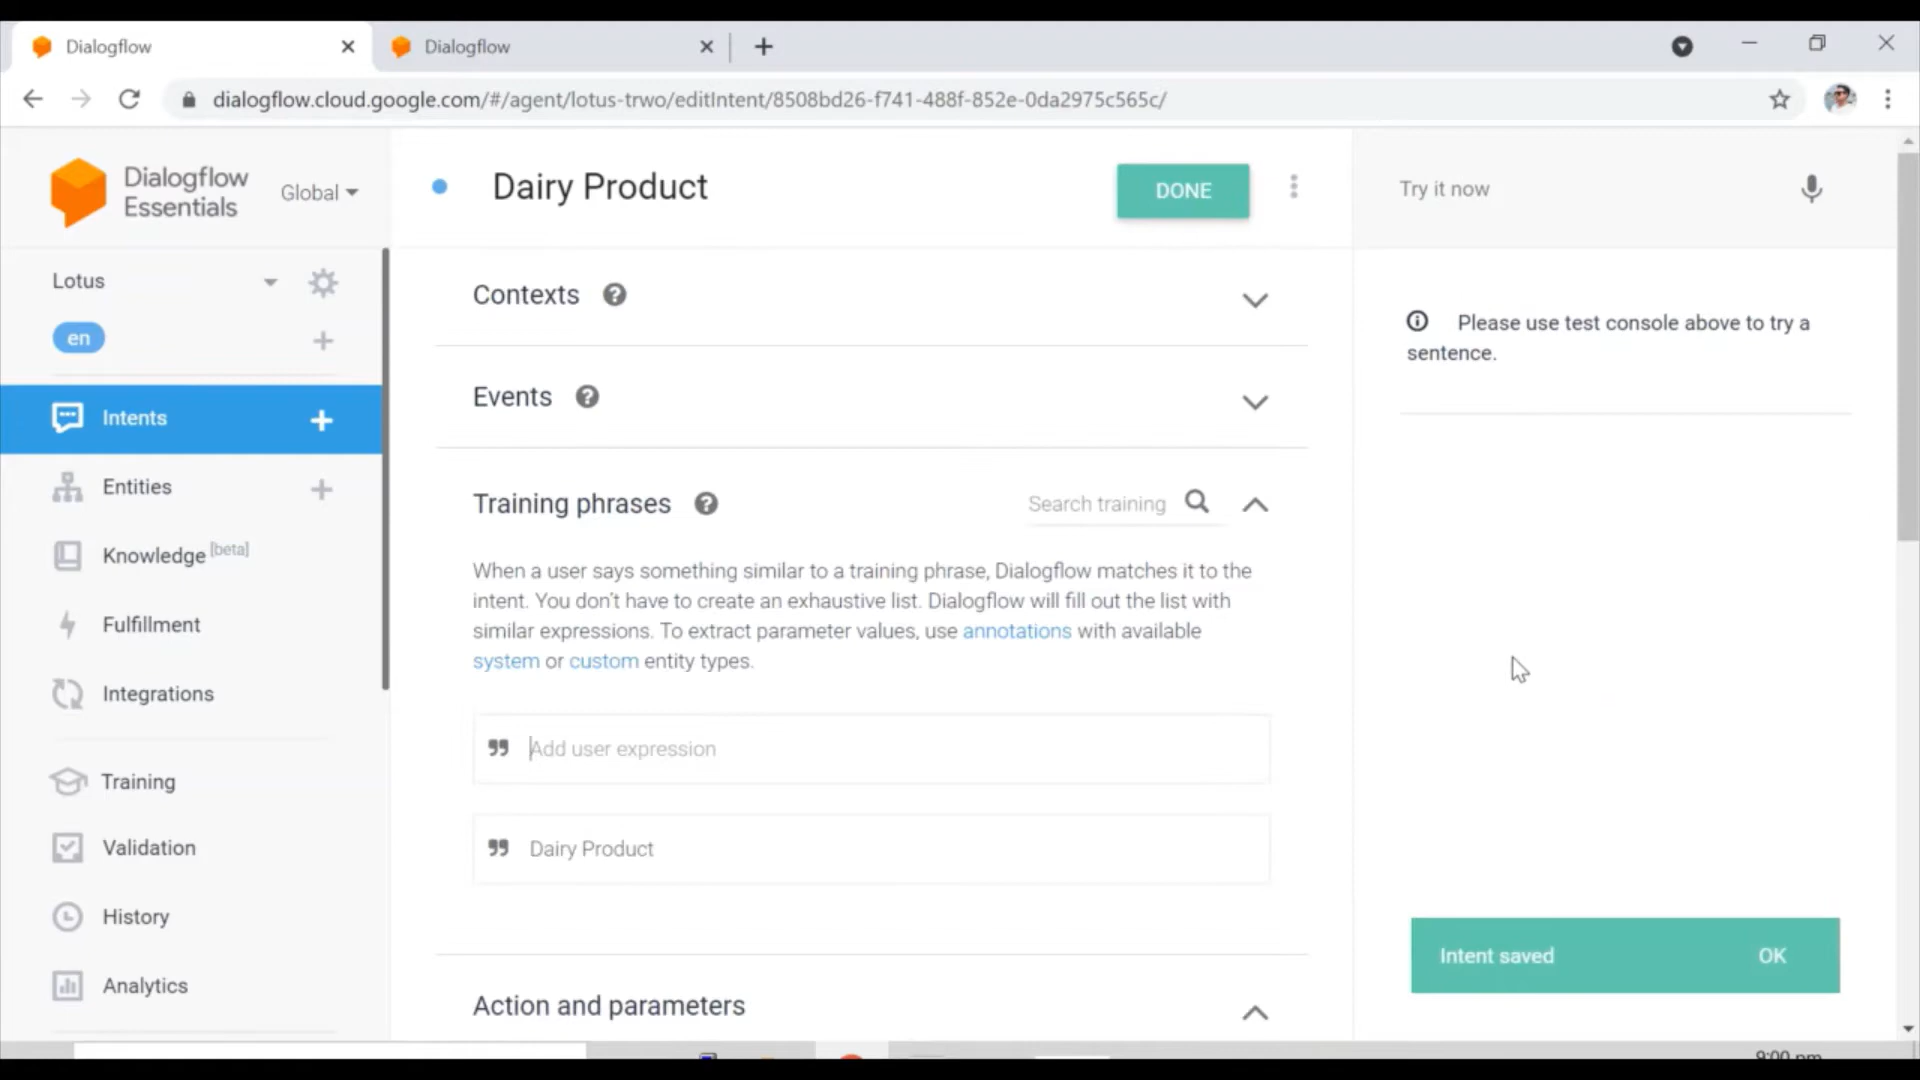 Dialogflow
Dialogflow
dialogflow.cloud.google.com/#/agent/lotus-trwo/editIntent/8508bd26-f741-488f-852e-0da2975c565c/
Dialogflow
Essentials
Global
Lotus
en
Intents
Entities
Knowledge [beta]
Fulfillment
Integrations
Training
Validation
History
Analytics
Dairy Product
DONE
Contexts
Events
Training phrases
Search training
When a user says something similar to a training phrase, Dialogflow matches it to the
intent. You don't have to create an exhaustive list. Dialogflow will fill out the list with
similar expressions. To extract parameter values, use annotations with available
system or custom entity types.
Add user expression
Dairy Product
Action and parameters
Try it now
Please use test console above to try a
sentence.
Intent saved OK
9:00 pm